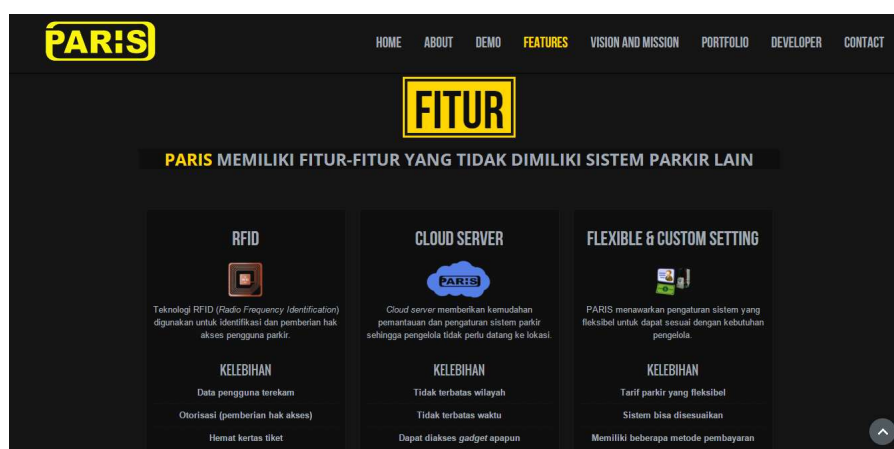 PARIS
HOME ABOUT DEMO FEATURES VISION AND MISSION PORTFOLIO DEVELOPER CONTACT
FITUR
PARIS MEMILIKI FITUR-FITUR YANG TIDAK DIMILIKI SISTEM PARKIR LAIN
RFID
Teknologi RFID (Radio Frequency Identification)
digunakan untuk identifikasi dan pemberian hak
akses pengguna parkir.
KELEBIHAN
Data pengguna terekam
Otorisasi (pemberian hak akses)
Hemat kertas tiket
CLOUD SERVER
PARIS
Cloud server memberikan kemudahan
pemantauan dan pengaturan sistem parkir
sehingga pengelola tidak perlu datang ke lokasi.
KELEBIHAN
Tidak terbatas wilayah
Tidak terbatas waktu
Dapat diakses gadget apapun
FLEXIBLE & CUSTOM SETTING
PARIS menawarkan pengaturan sistem yang
fleksibel untuk dapat sesuai dengan kebutuhan
pengelola.
KELEBIHAN
Tarif parkir yang fleksibel
Sistem bisa disesuaikan
Memiliki beberapa metode pembayaran